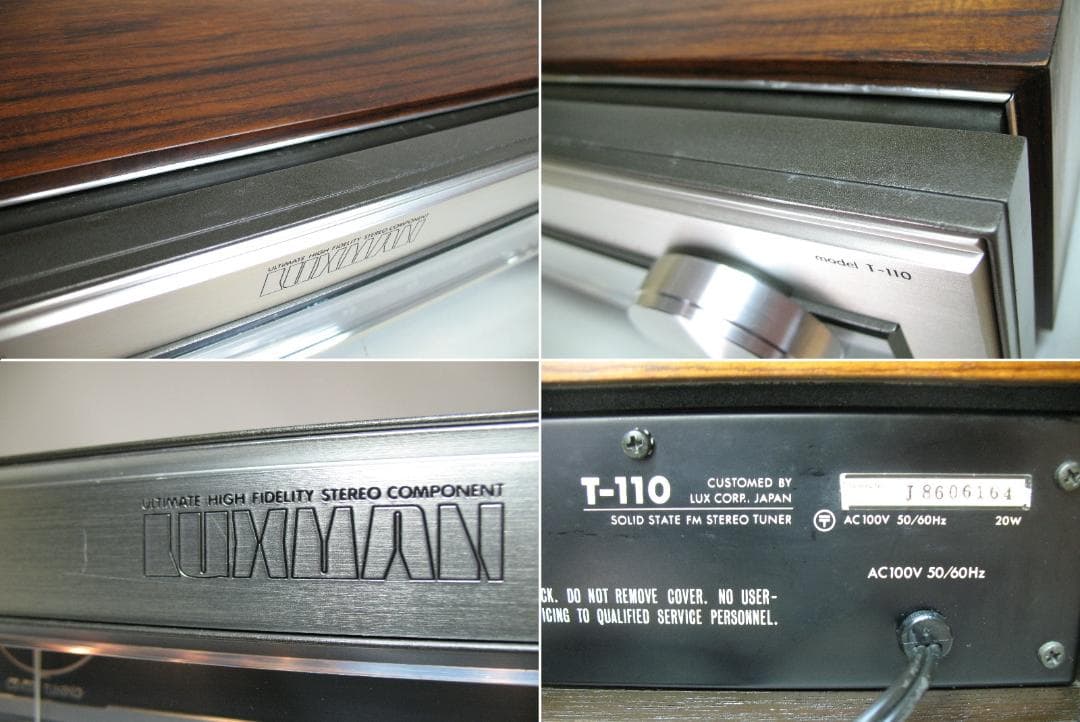 ULTIMATE HIGH FIDELITY STEREO COMPONENT
LUXMAN
model T-110
ULTIMATE HIGH FIDELITY STEREO COMPONENT
LUXMAN
T-110
CUSTOMED BY
LUX CORP., JAPAN
SOLID STATE FM STEREO TUNER
J8606164
AC100V 50/60Hz 20W
AC100V 50/60Hz
CK. DO NOT REMOVE COVER. NO USER-
ICING TO QUALIFIED SERVICE PERSONNEL.